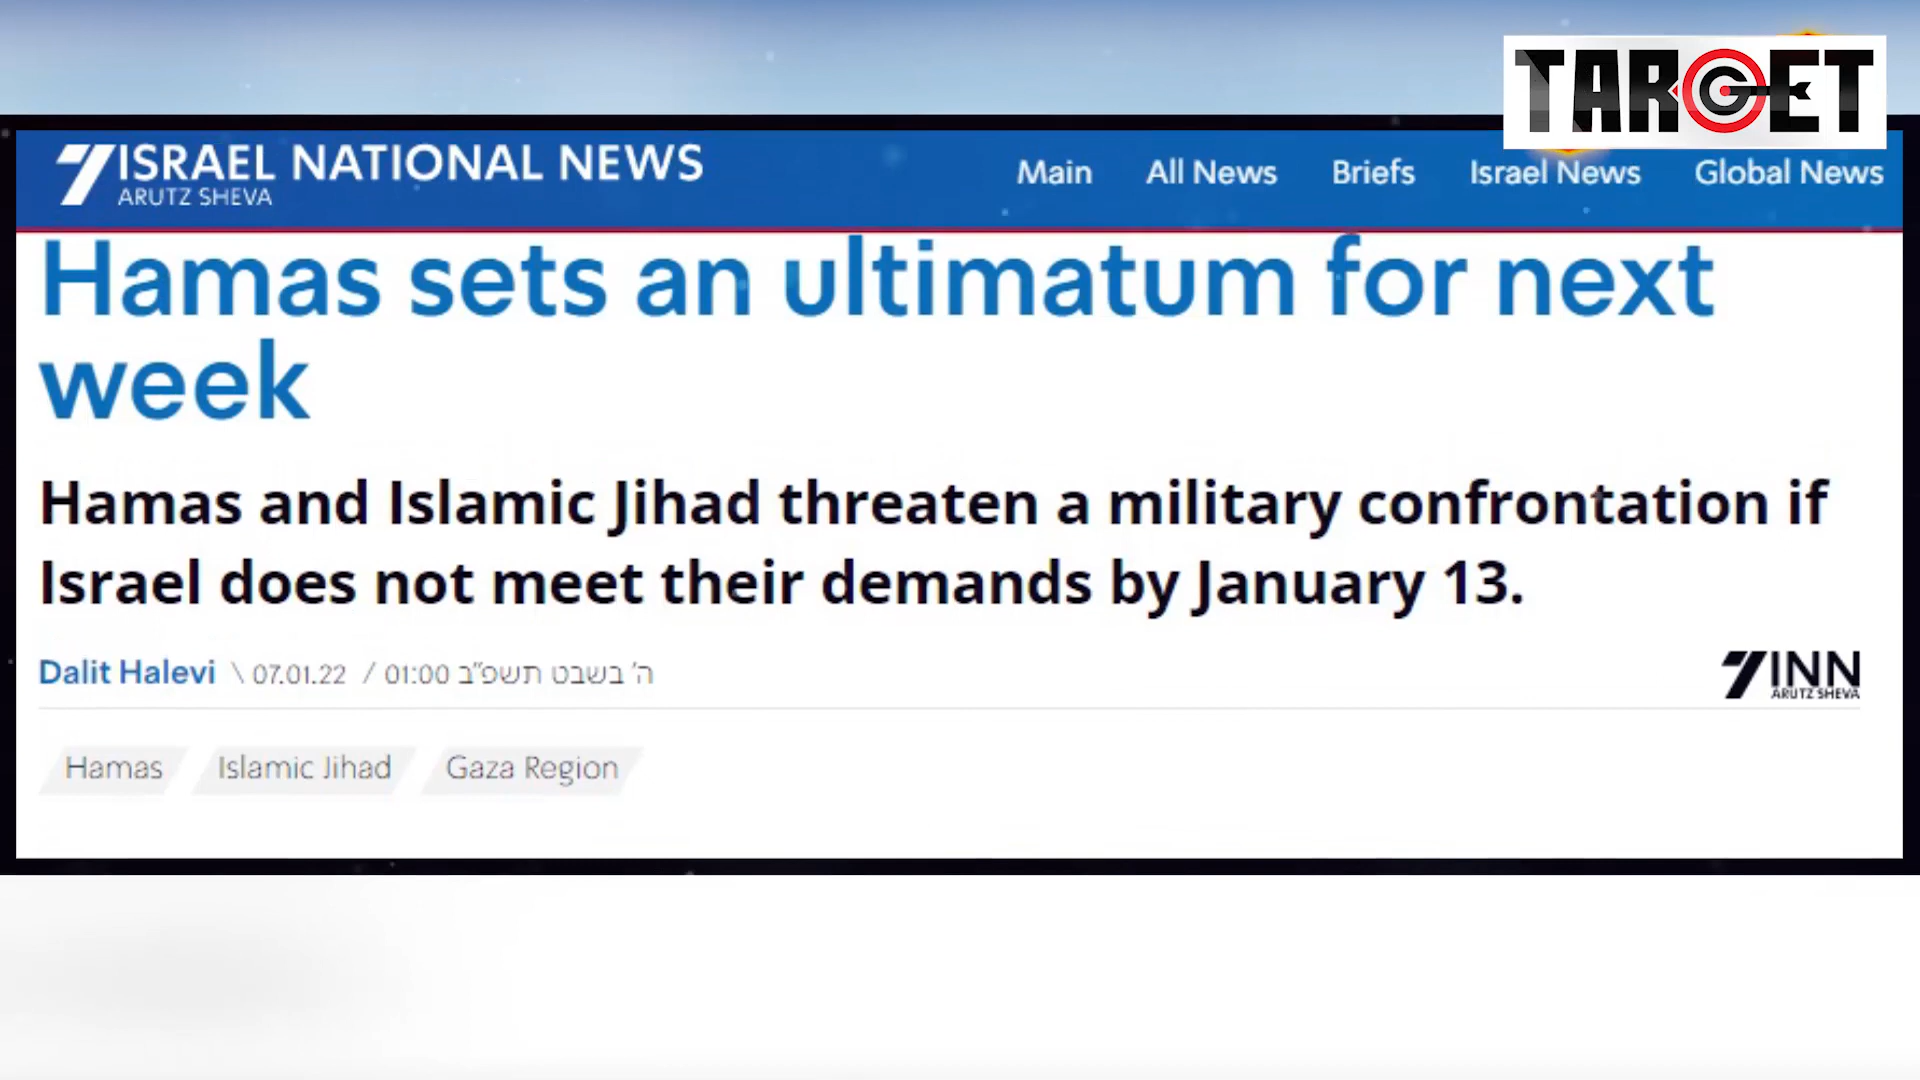 TARGET
7 ISRAEL NATIONAL NEWS
ARUTZ SHEVA
Main All News Briefs Israel News Global News
Hamas sets an ultimatum for next
week
Hamas and Islamic Jihad threaten a military confrontation if
Israel does not meet their demands by January 13.
Dalit Halevi \ 07.01.22 / 01:00 ה' בשבט תשפ"ב
7 INN
ARUTZ SHEVA
Hamas Islamic Jihad Gaza Region